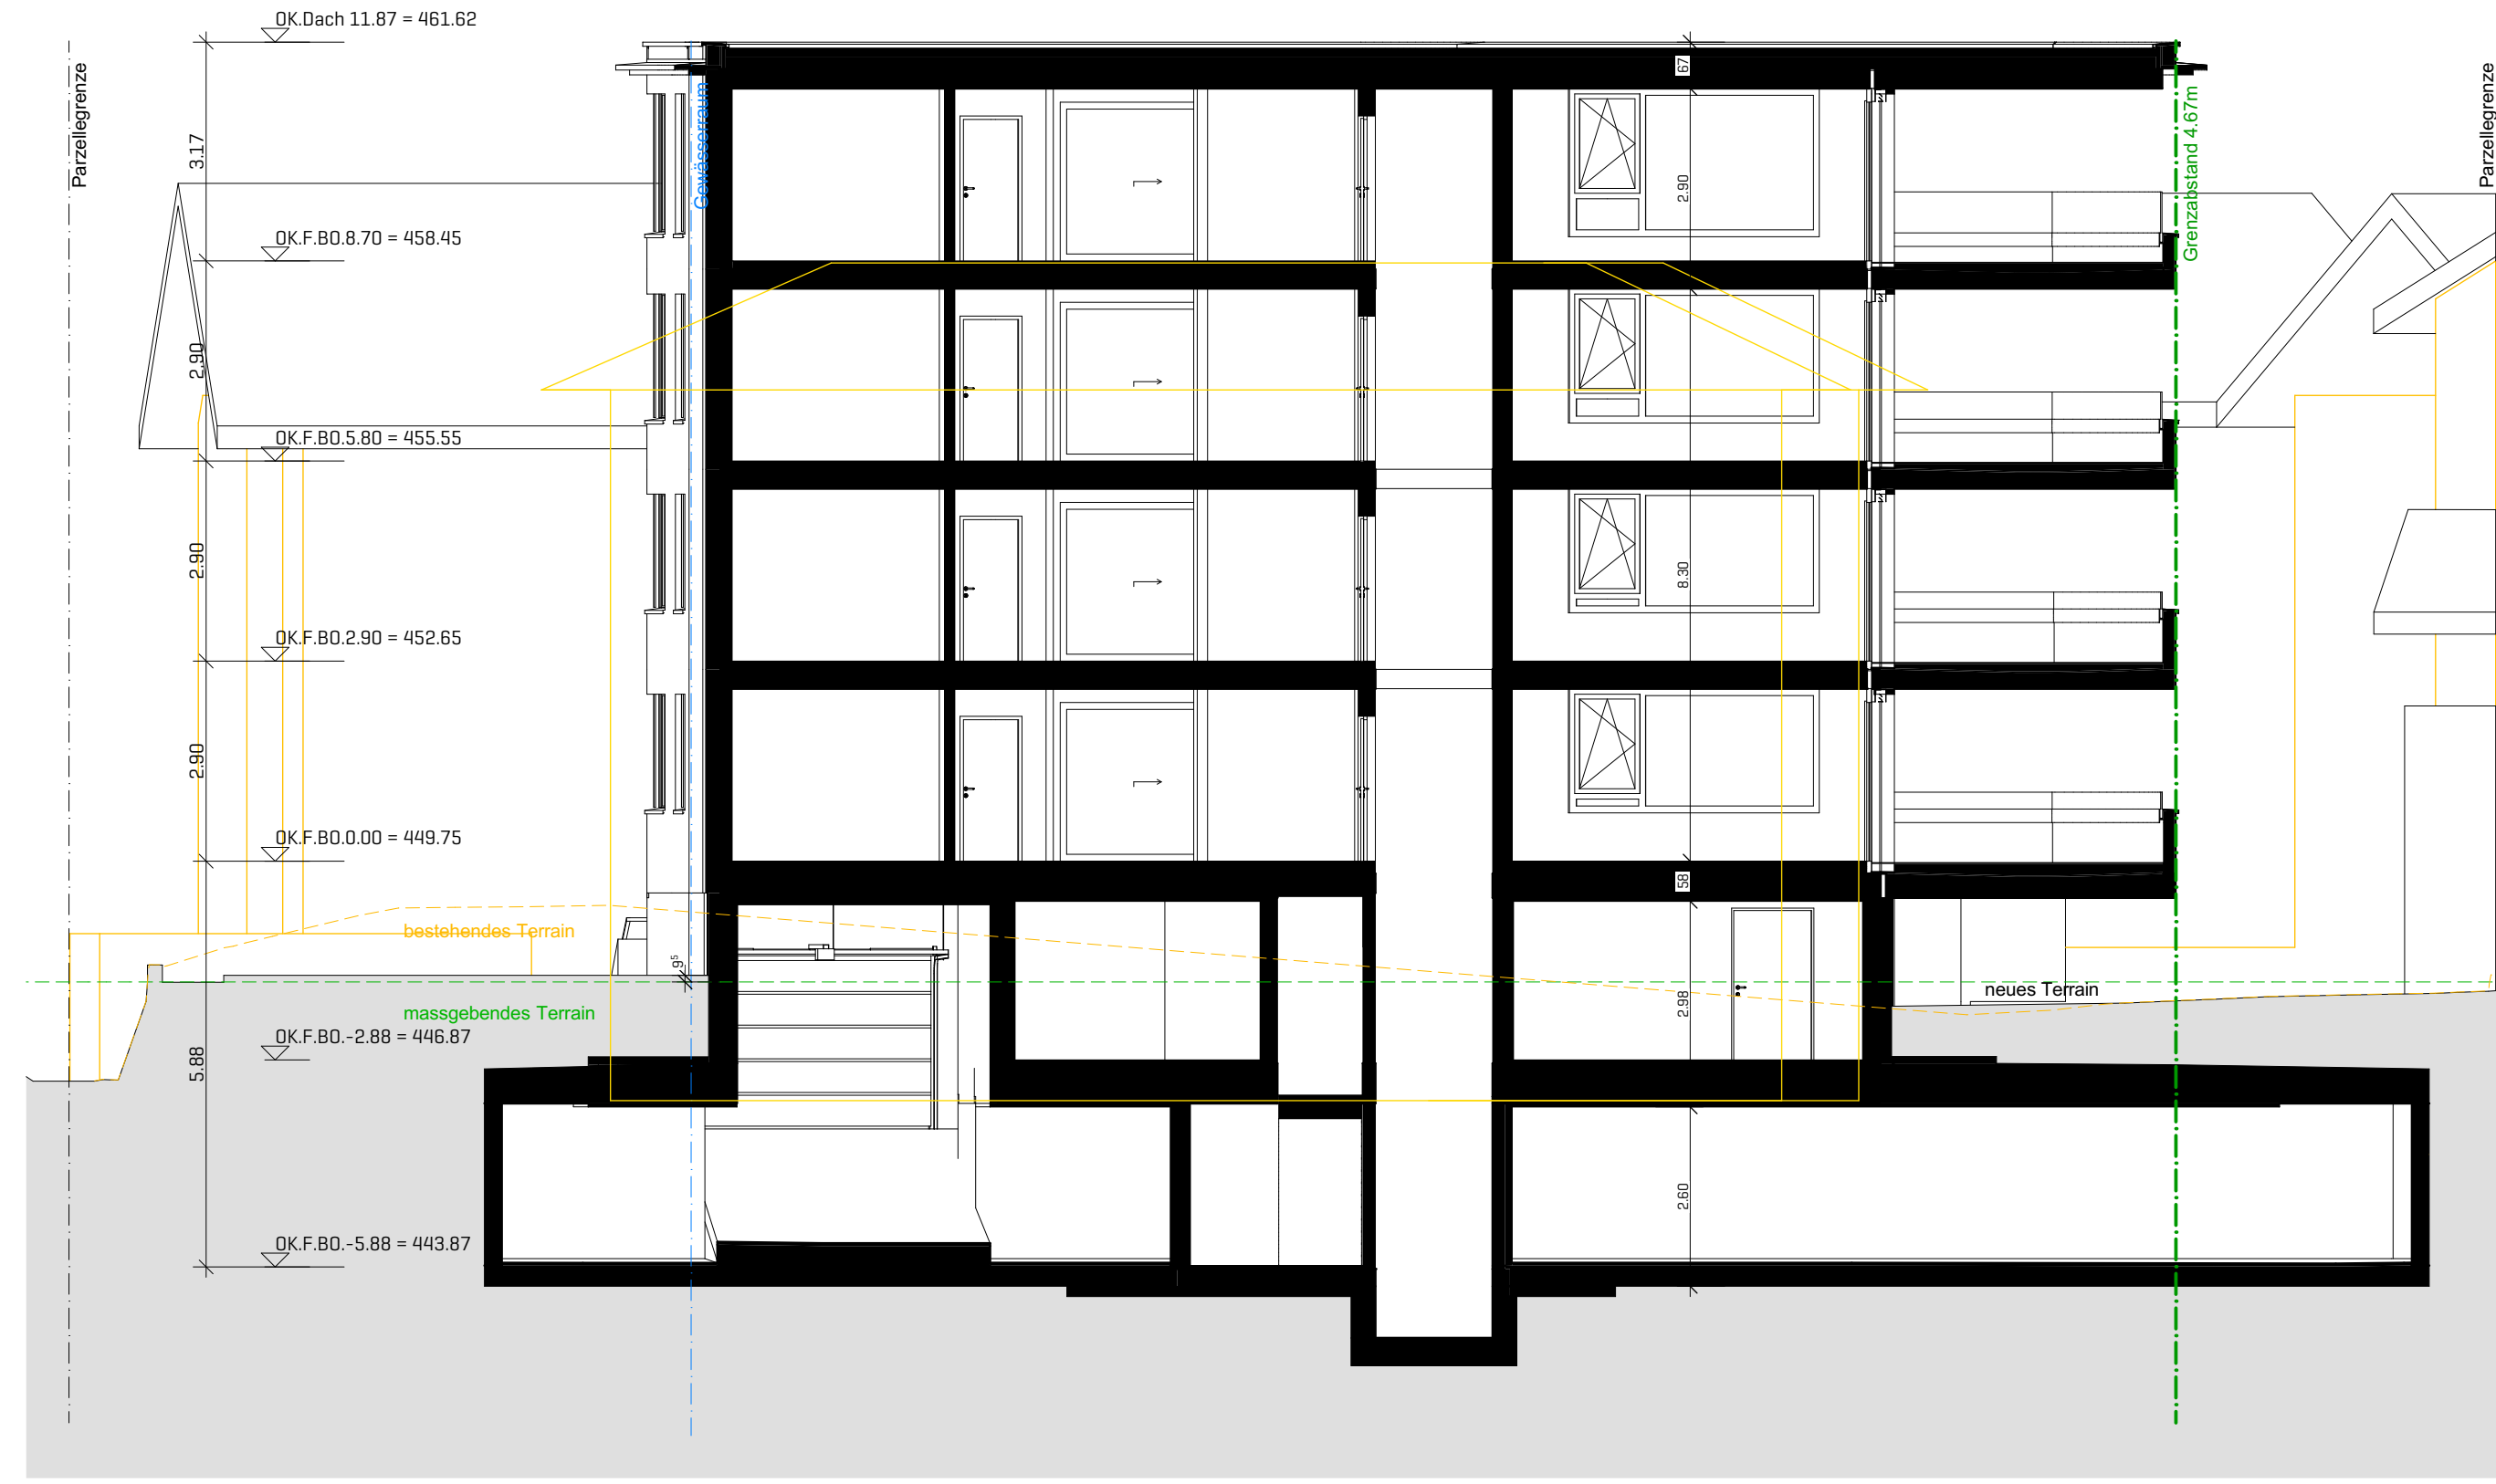 OK.Dach 11.87 = 461.62
Parzellegrenze
Gewässerraum
67
Grenzabstand 4.67m
Parzellegrenze
3.17
2.90
OK.F.BO.8.70 = 458.45
2.90
OK.F.BO.5.80 = 455.55
2.90
8.30
OK.F.BO.2.90 = 452.65
2.90
OK.F.BO.0.00 = 449.75
58
bestehendes Terrain
9⁵
neues Terrain
massgebendes Terrain
2.98
OK.F.BO.-2.88 = 446.87
5.88
2.60
OK.F.BO.-5.88 = 443.87